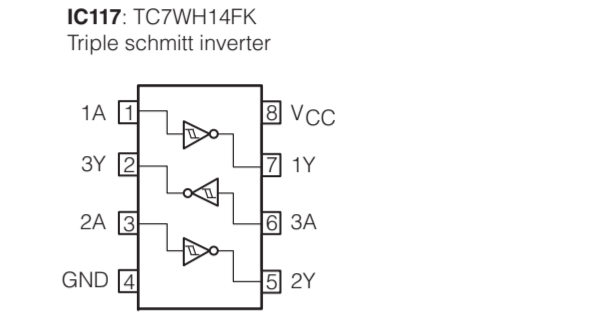 IC117: TC7WH14FK
Triple schmitt inverter
1A 1 8 VCC
3Y 2 7 1Y
2A 3 6 3A
GND 4 5 2Y